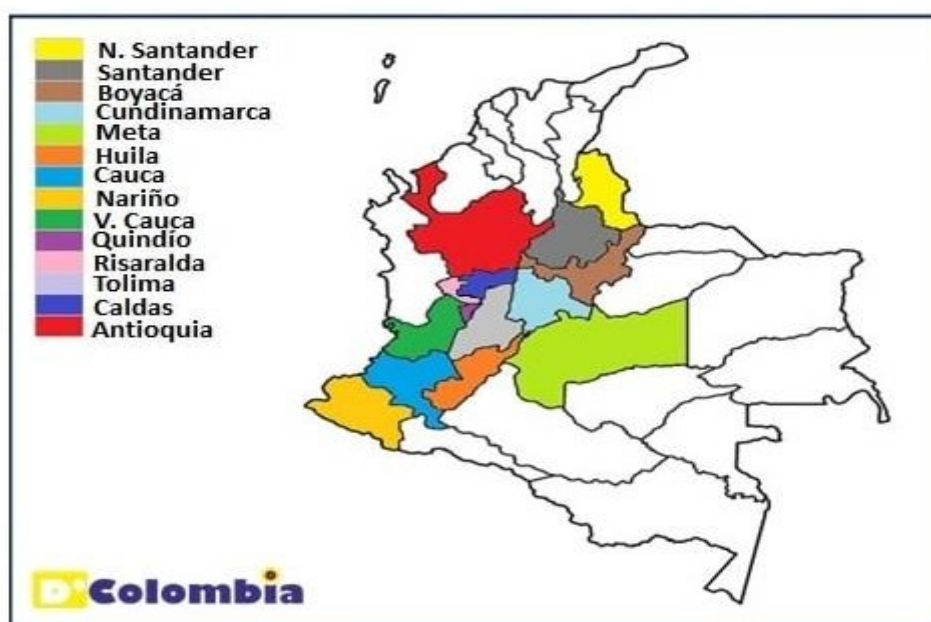 N. Santander
Santander
Boyacá
Cundinamarca
Meta
Huila
Cauca
Nariño
V. Cauca
Quindío
Risaralda
Tolima
Caldas
Antioquia
D'Colombia